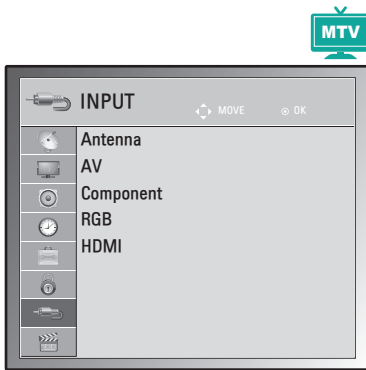 MTV
INPUT
MOVE
OK
Antenna
AV
Component
RGB
HDMI